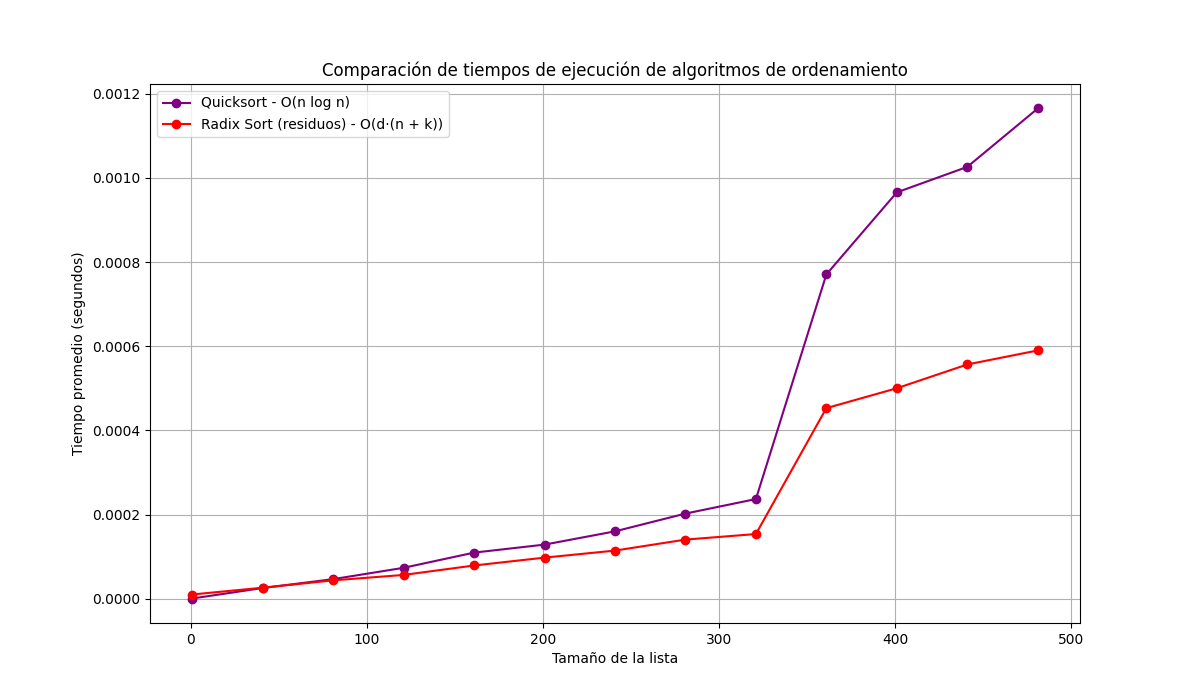 Comparación de tiempos de ejecución de algoritmos de ordenamiento
Quicksort - O(n log n)
Radix Sort (residuos) - O(d·(n + k))
Tiempo promedio (segundos)
0.0012
0.0010
0.0008
0.0006
0.0004
0.0002
0.0000
0 100 200 300 400 500
Tamaño de la lista